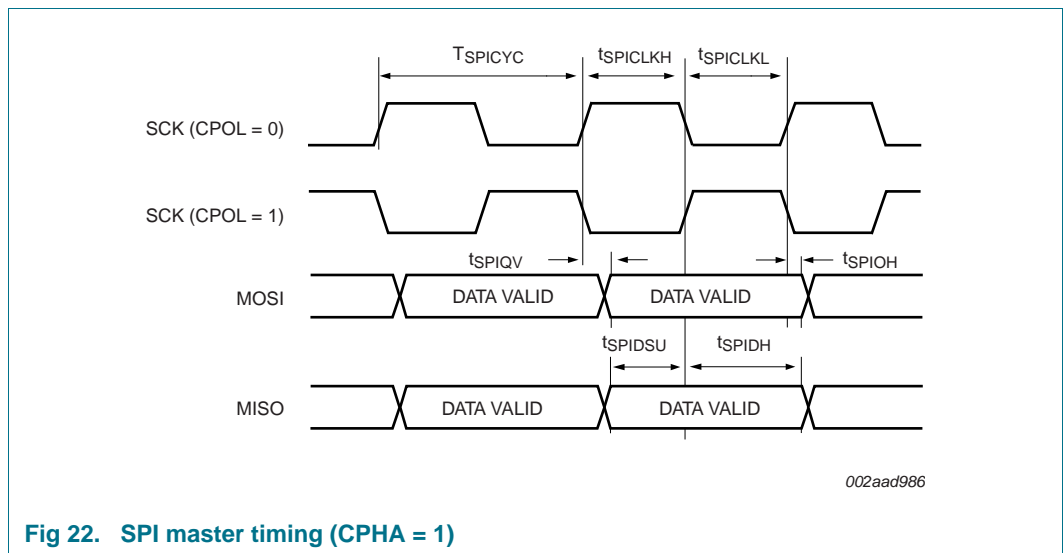 TSPICYC tSPICLKH tSPICLKL
SCK (CPOL = 0)
SCK (CPOL = 1)
tSPIQV tSPIOH
MOSI DATA VALID DATA VALID
tSPIDSU tSPIDH
MISO DATA VALID DATA VALID
002aad986
Fig 22. SPI master timing (CPHA = 1)